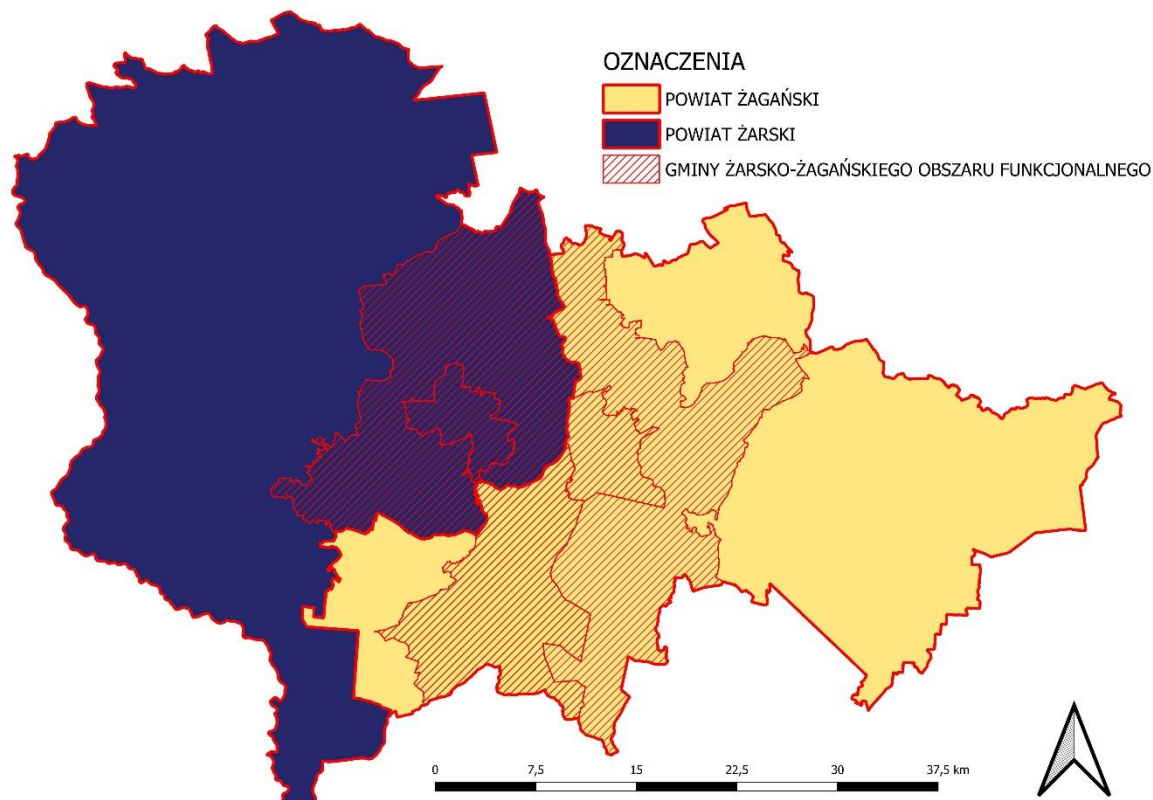 OZNACZENIA
POWIAT ŻAGAŃSKI
POWIAT ŻARSKI
GMINY ŻARSKO-ŻAGAŃSKIEGO OBSZARU FUNKCJONALNEGO
0 7,5 15 22,5 30 37,5 km